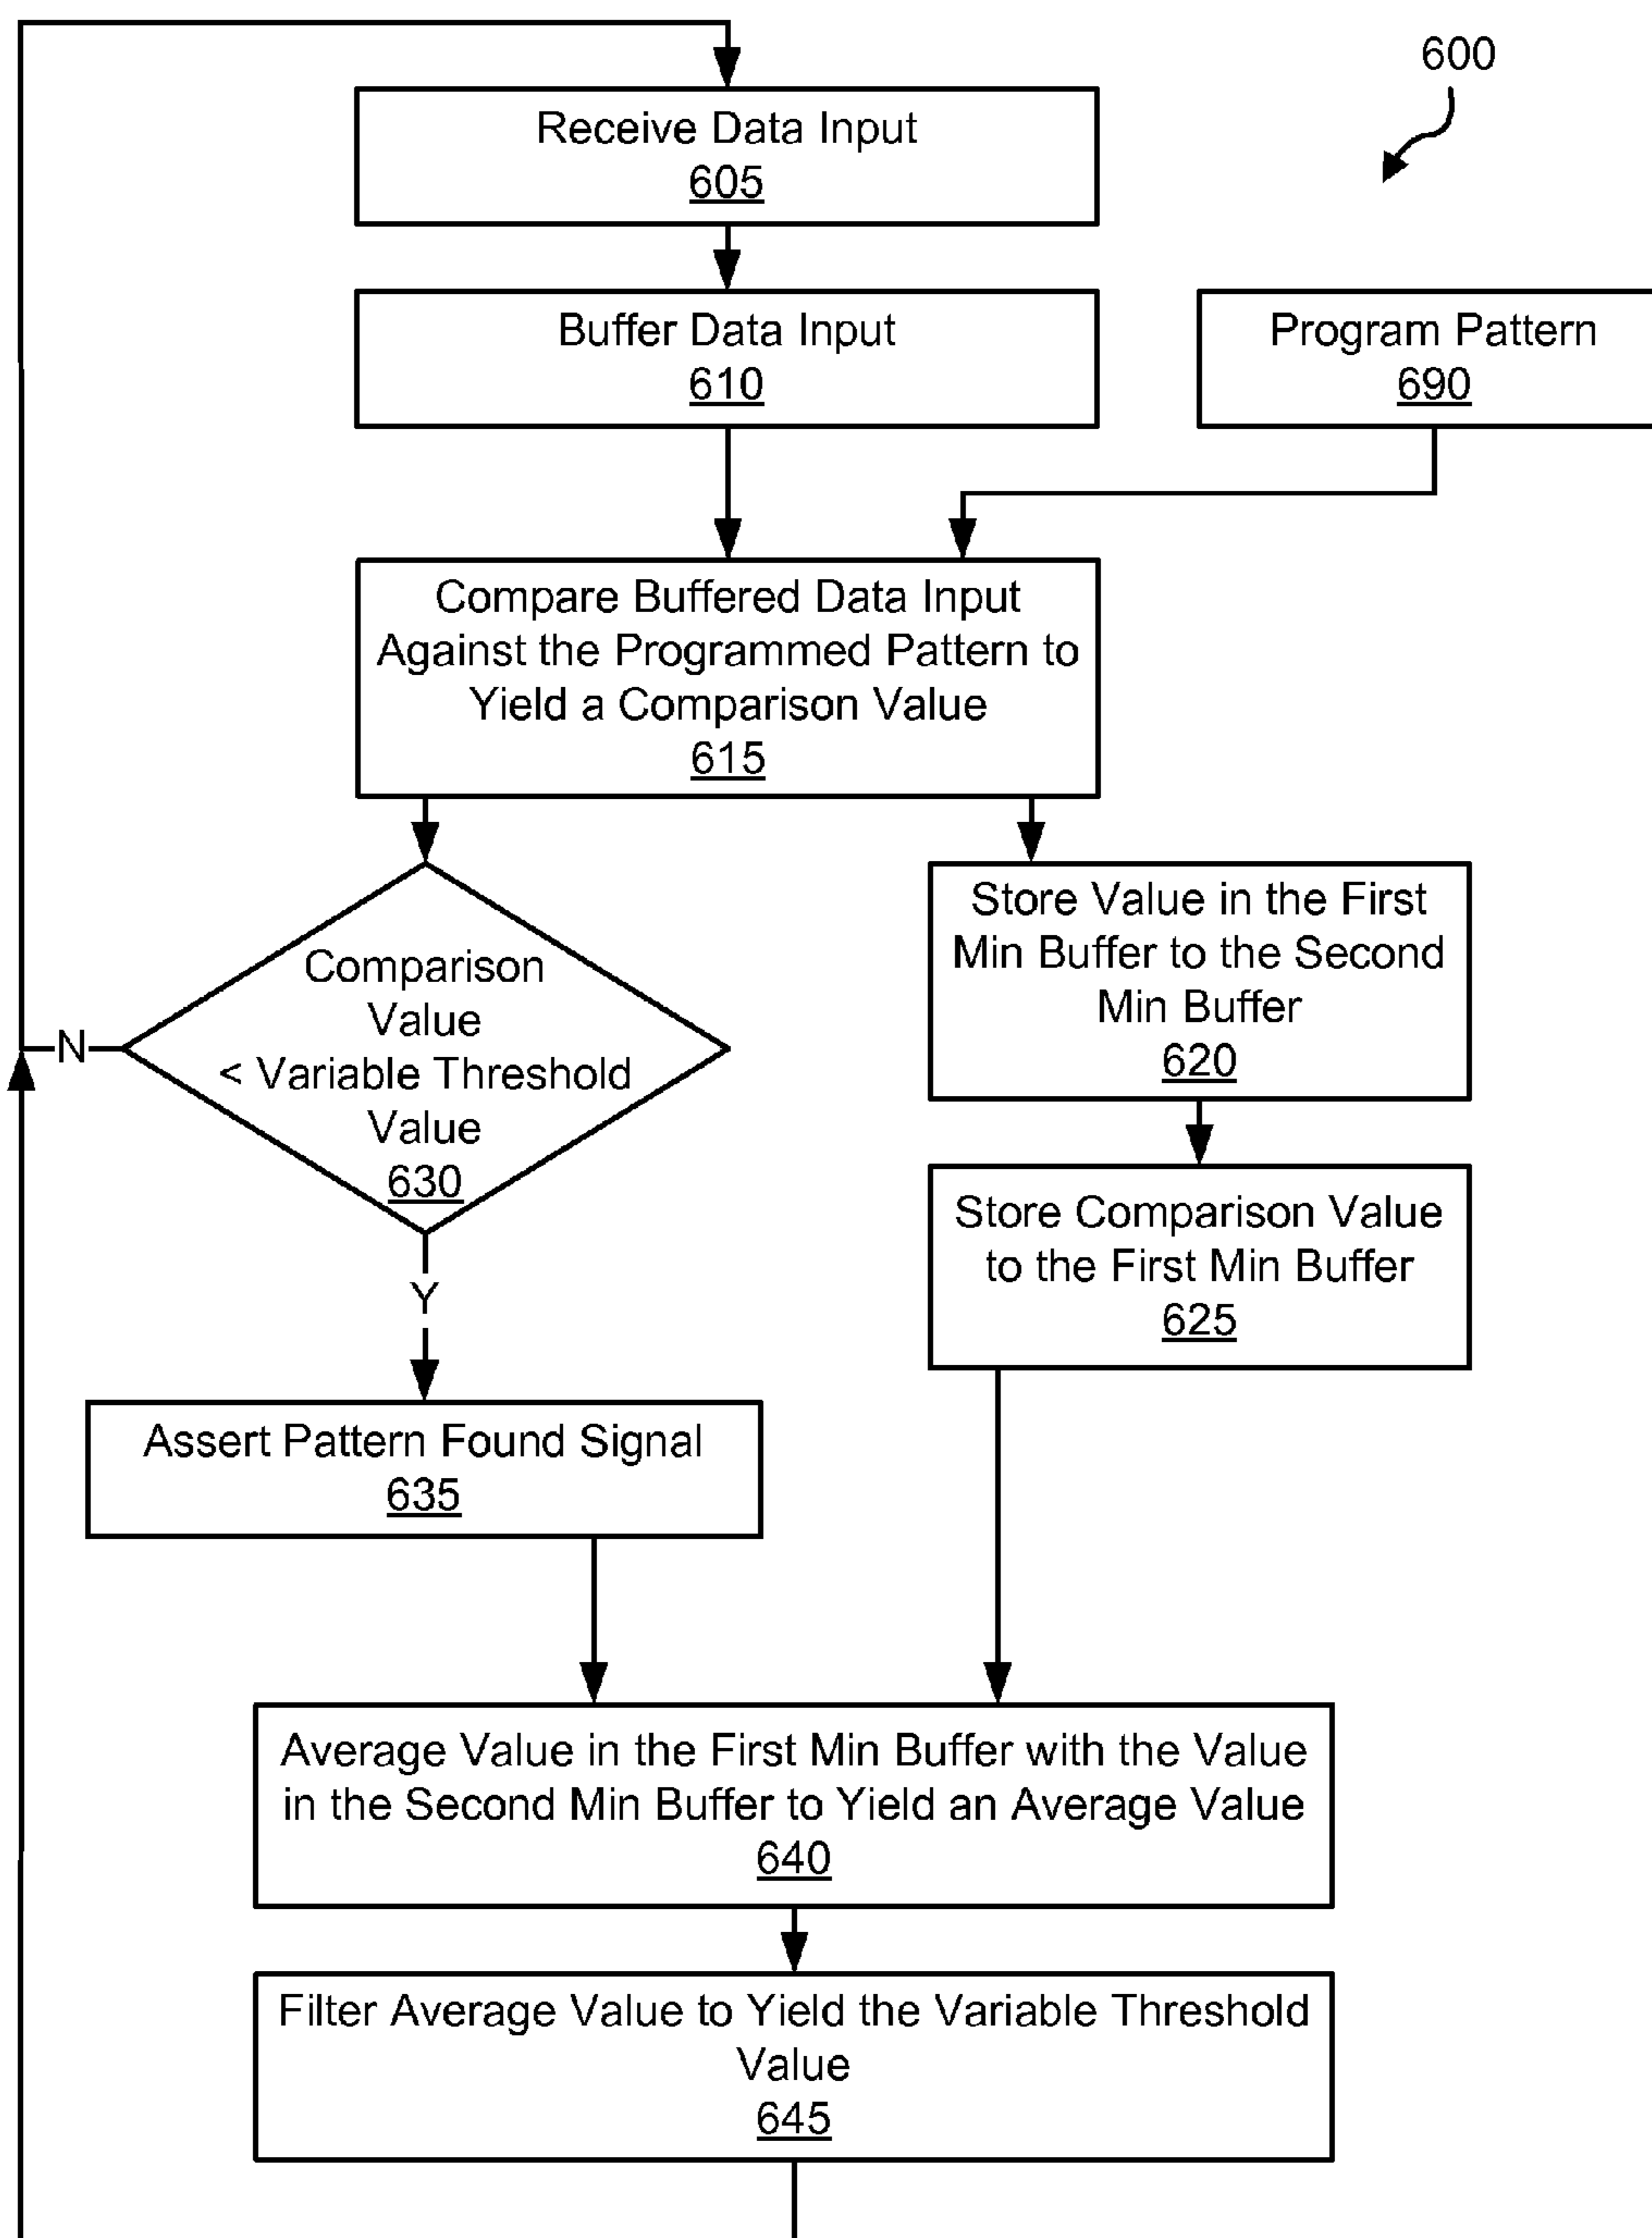 600
Receive Data Input
605
Buffer Data Input
610
Program Pattern
690
Compare Buffered Data Input
Against the Programmed Pattern to
Yield a Comparison Value
615
Comparison
Value
< Variable Threshold
Value
630
N
Y
Store Value in the First
Min Buffer to the Second
Min Buffer
620
Store Comparison Value
to the First Min Buffer
625
Assert Pattern Found Signal
635
Average Value in the First Min Buffer with the Value
in the Second Min Buffer to Yield an Average Value
640
Filter Average Value to Yield the Variable Threshold
Value
645